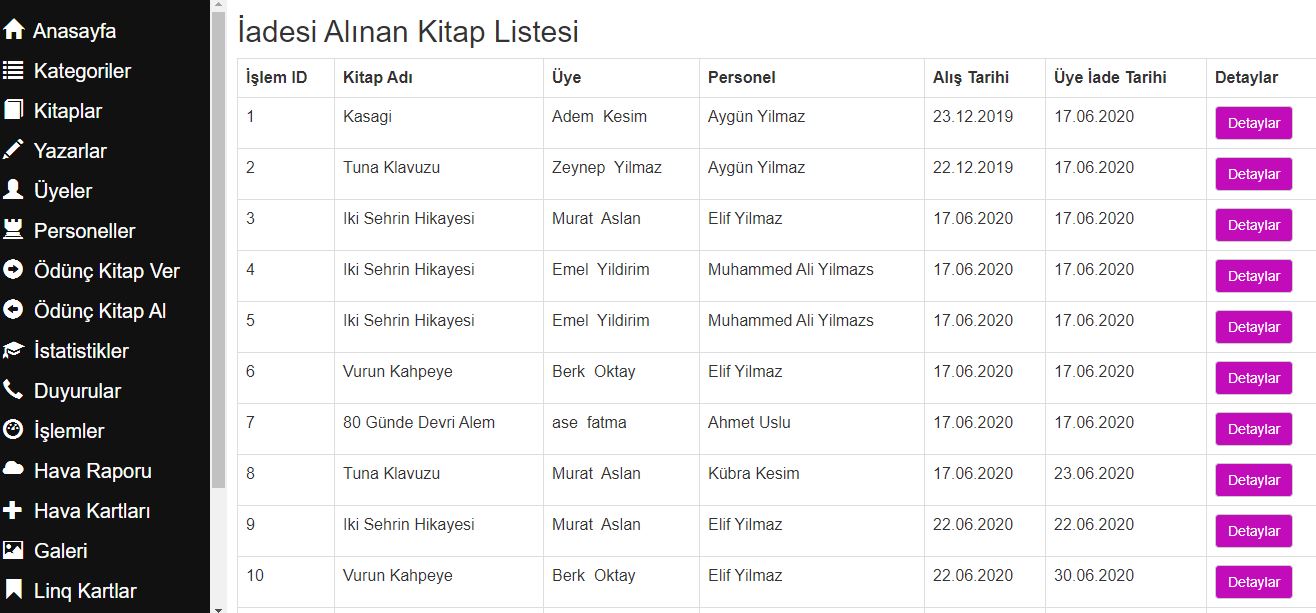 Anasayfa
Kategoriler
Kitaplar
Yazarlar
Üyeler
Personeller
Ödünç Kitap Ver
Ödünç Kitap Al
İstatistikler
Duyurular
İşlemler
Hava Raporu
Hava Kartları
Galeri
Linq Kartlar
İadesi Alınan Kitap Listesi
İşlem ID Kitap Adı Üye Personel Alış Tarihi Üye İade Tarihi Detaylar
1 Kasagi Adem Kesim Aygün Yilmaz 23.12.2019 17.06.2020 Detaylar
2 Tuna Klavuzu Zeynep Yilmaz Aygün Yilmaz 22.12.2019 17.06.2020 Detaylar
3 Iki Sehrin Hikayesi Murat Aslan Elif Yilmaz 17.06.2020 17.06.2020 Detaylar
4 Iki Sehrin Hikayesi Emel Yildirim Muhammed Ali Yilmazs 17.06.2020 17.06.2020 Detaylar
5 Iki Sehrin Hikayesi Emel Yildirim Muhammed Ali Yilmazs 17.06.2020 17.06.2020 Detaylar
6 Vurun Kahpeye Berk Oktay Elif Yilmaz 17.06.2020 17.06.2020 Detaylar
7 80 Günde Devri Alem ase fatma Ahmet Uslu 17.06.2020 17.06.2020 Detaylar
8 Tuna Klavuzu Murat Aslan Kübra Kesim 17.06.2020 23.06.2020 Detaylar
9 Iki Sehrin Hikayesi Murat Aslan Elif Yilmaz 22.06.2020 22.06.2020 Detaylar
10 Vurun Kahpeye Berk Oktay Elif Yilmaz 22.06.2020 30.06.2020 Detaylar